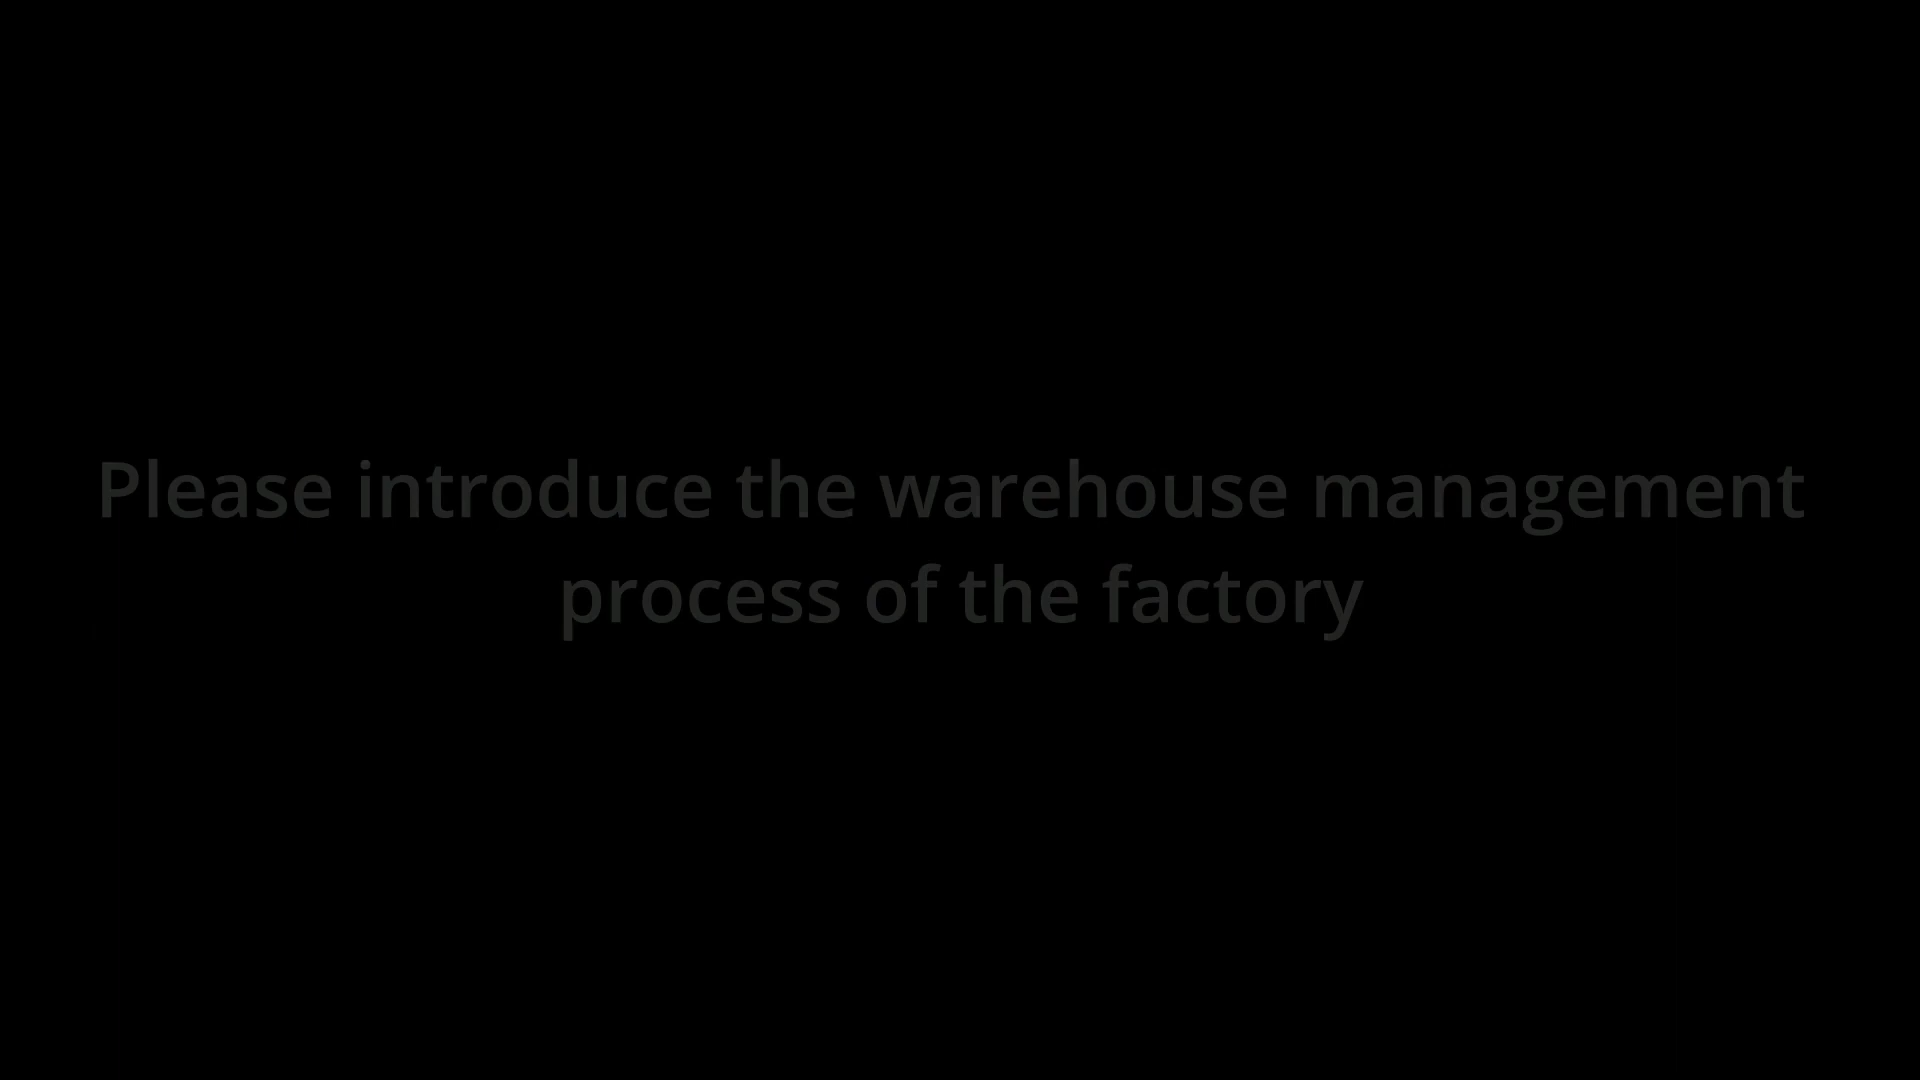 Please introduce the warehouse management
process of the factory